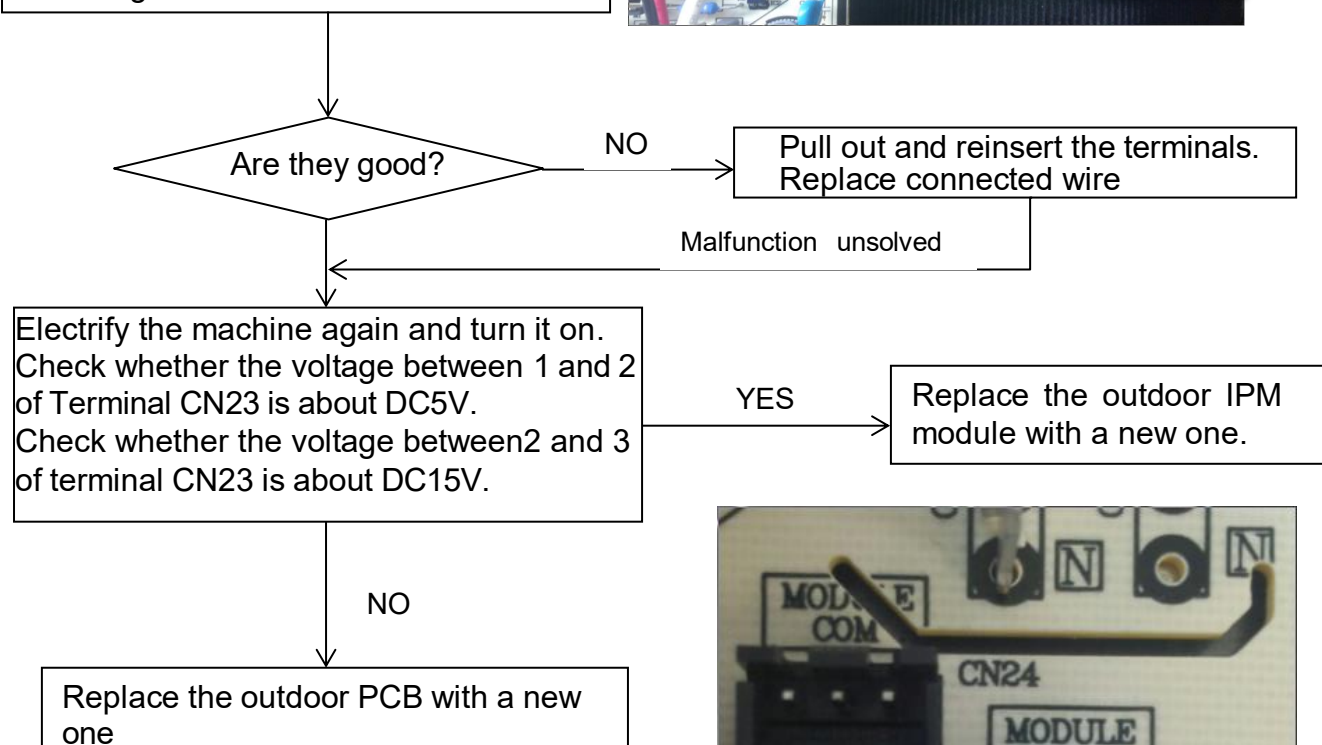 Are they good?
NO
Pull out and reinsert the terminals.
Replace connected wire
Malfunction unsolved
Electrify the machine again and turn it on.
Check whether the voltage between 1 and 2
of Terminal CN23 is about DC5V.
Check whether the voltage between2 and 3
of terminal CN23 is about DC15V.
YES
Replace the outdoor IPM
module with a new one.
NO
Replace the outdoor PCB with a new
one
N
N
COM
CN24
MODULE